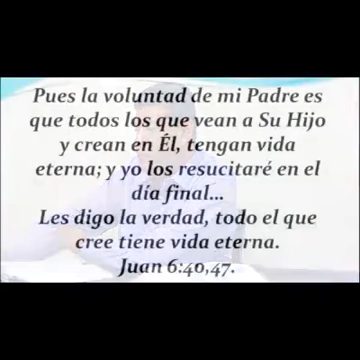 Pues la voluntad de mi Padre es
que todos los que vean a Su Hijo
y crean en Él, tengan vida
eterna; y yo los resucitaré en el
día final...
Les digo la verdad, todo el que
cree tiene vida eterna.
Juan 6:40,47.